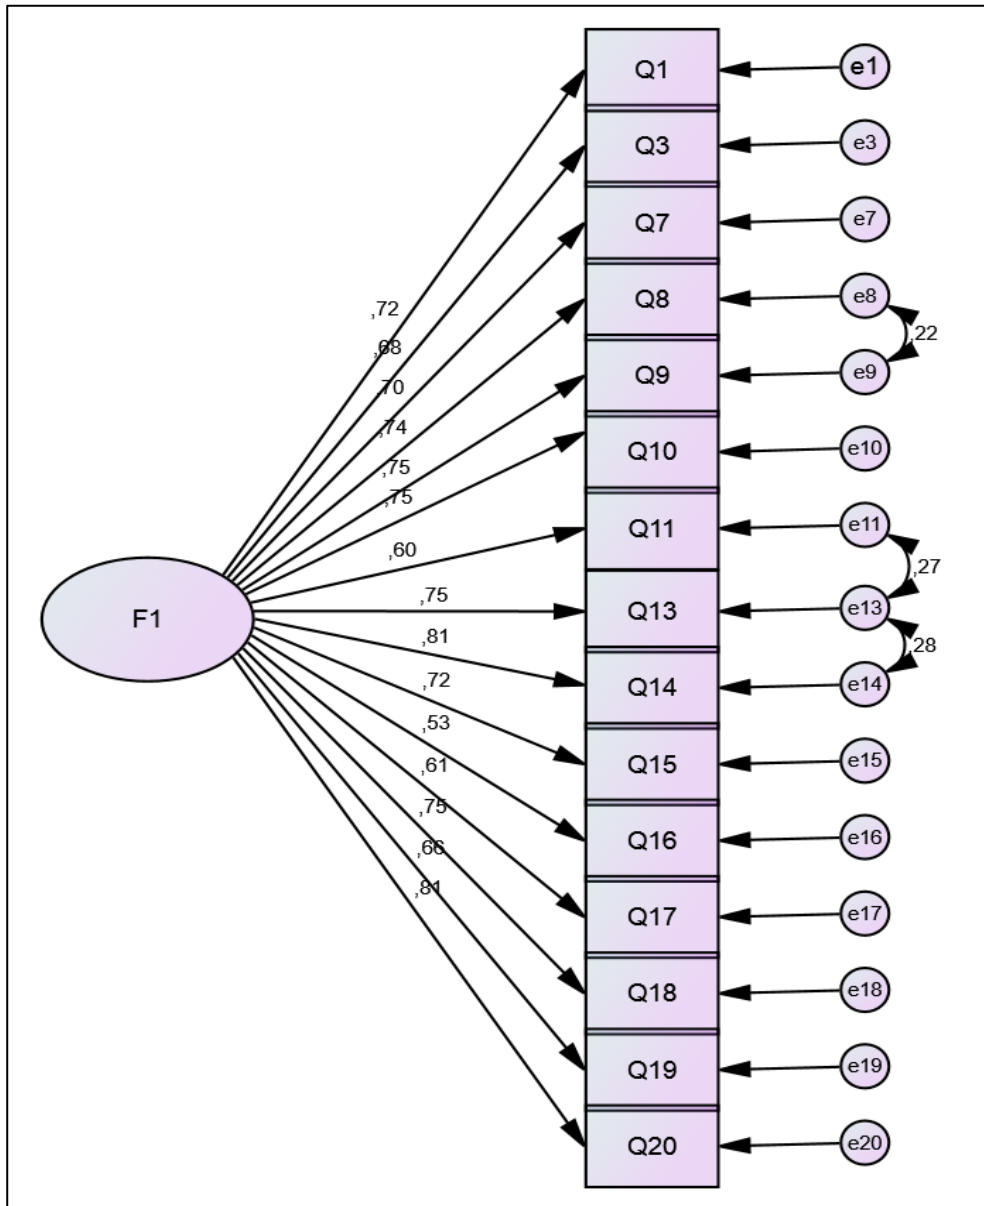 Q1
e1
Q3
e3
Q7
e7
,72
Q8
e8
,22
,68
Q9
e9
,70
,74
Q10
e10
,75
,75
Q11
e11
,60
,27
,75
Q13
e13
F1
,81
,28
,72
Q14
e14
,53
,61
Q15
e15
,75
Q16
e16
,66
,81
Q17
e17
Q18
e18
Q19
e19
Q20
e20